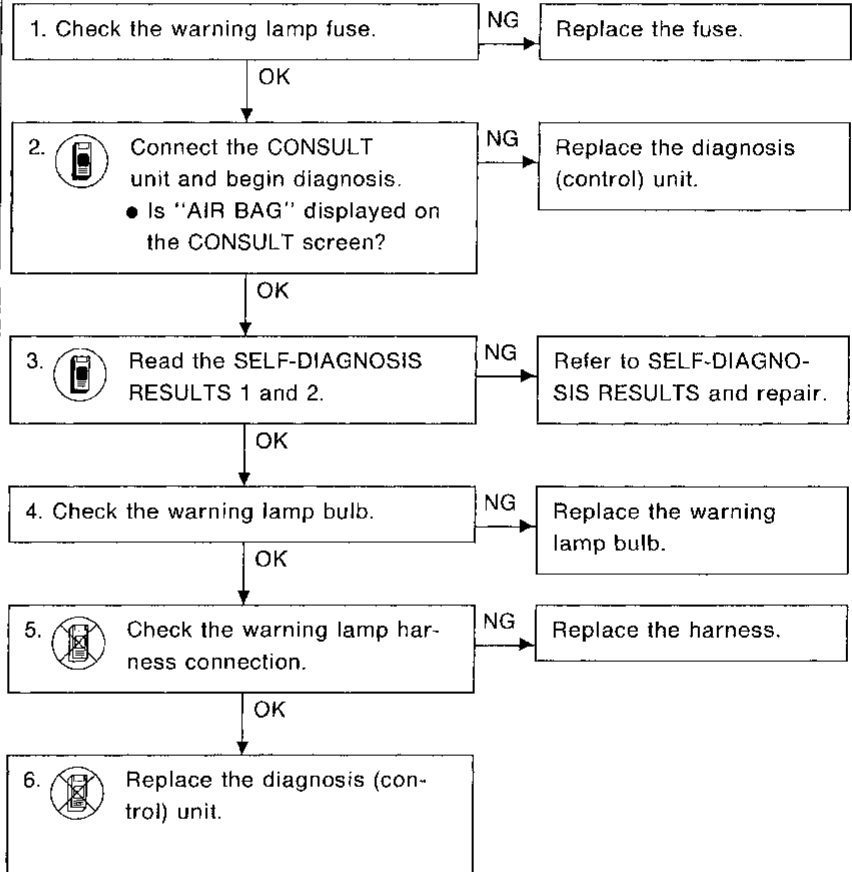 1. Check the warning lamp fuse.
NG
Replace the fuse.
OK
2. Connect the CONSULT
unit and begin diagnosis.
● Is "AIR BAG" displayed on
the CONSULT screen?
NG
Replace the diagnosis
(control) unit.
OK
3. Read the SELF-DIAGNOSIS
RESULTS 1 and 2.
NG
Refer to SELF-DIAGNO-
SIS RESULTS and repair.
OK
4. Check the warning lamp bulb.
NG
Replace the warning
lamp bulb.
OK
5. Check the warning lamp har-
ness connection.
NG
Replace the harness.
OK
6. Replace the diagnosis (con-
trol) unit.